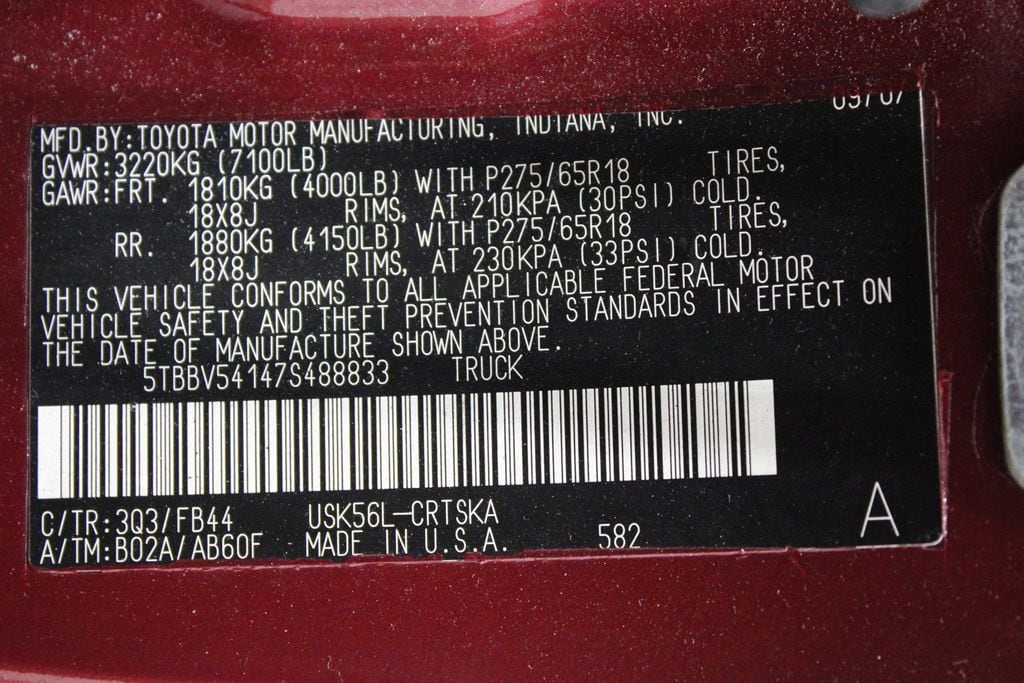 09/07
MFD.BY:TOYOTA MOTOR MANUFACTURING, INDIANA, INC.
GVWR:3220KG (7100LB)
GAWR:FRT. 1810KG (4000LB) WITH P275/65R18 TIRES,
18X8J RIMS, AT 210KPA (30PSI) COLD.
RR. 1880KG (4150LB) WITH P275/65R18 TIRES,
18X8J RIMS, AT 230KPA (33PSI) COLD.
THIS VEHICLE CONFORMS TO ALL APPLICABLE FEDERAL MOTOR
VEHICLE SAFETY AND THEFT PREVENTION STANDARDS IN EFFECT ON
THE DATE OF MANUFACTURE SHOWN ABOVE.
5TBBV54147S488833 TRUCK
C/TR:3Q3/FB44 USK56L-CRTSKA
A/TM:B02A/AB60F MADE IN U.S.A. 582 A